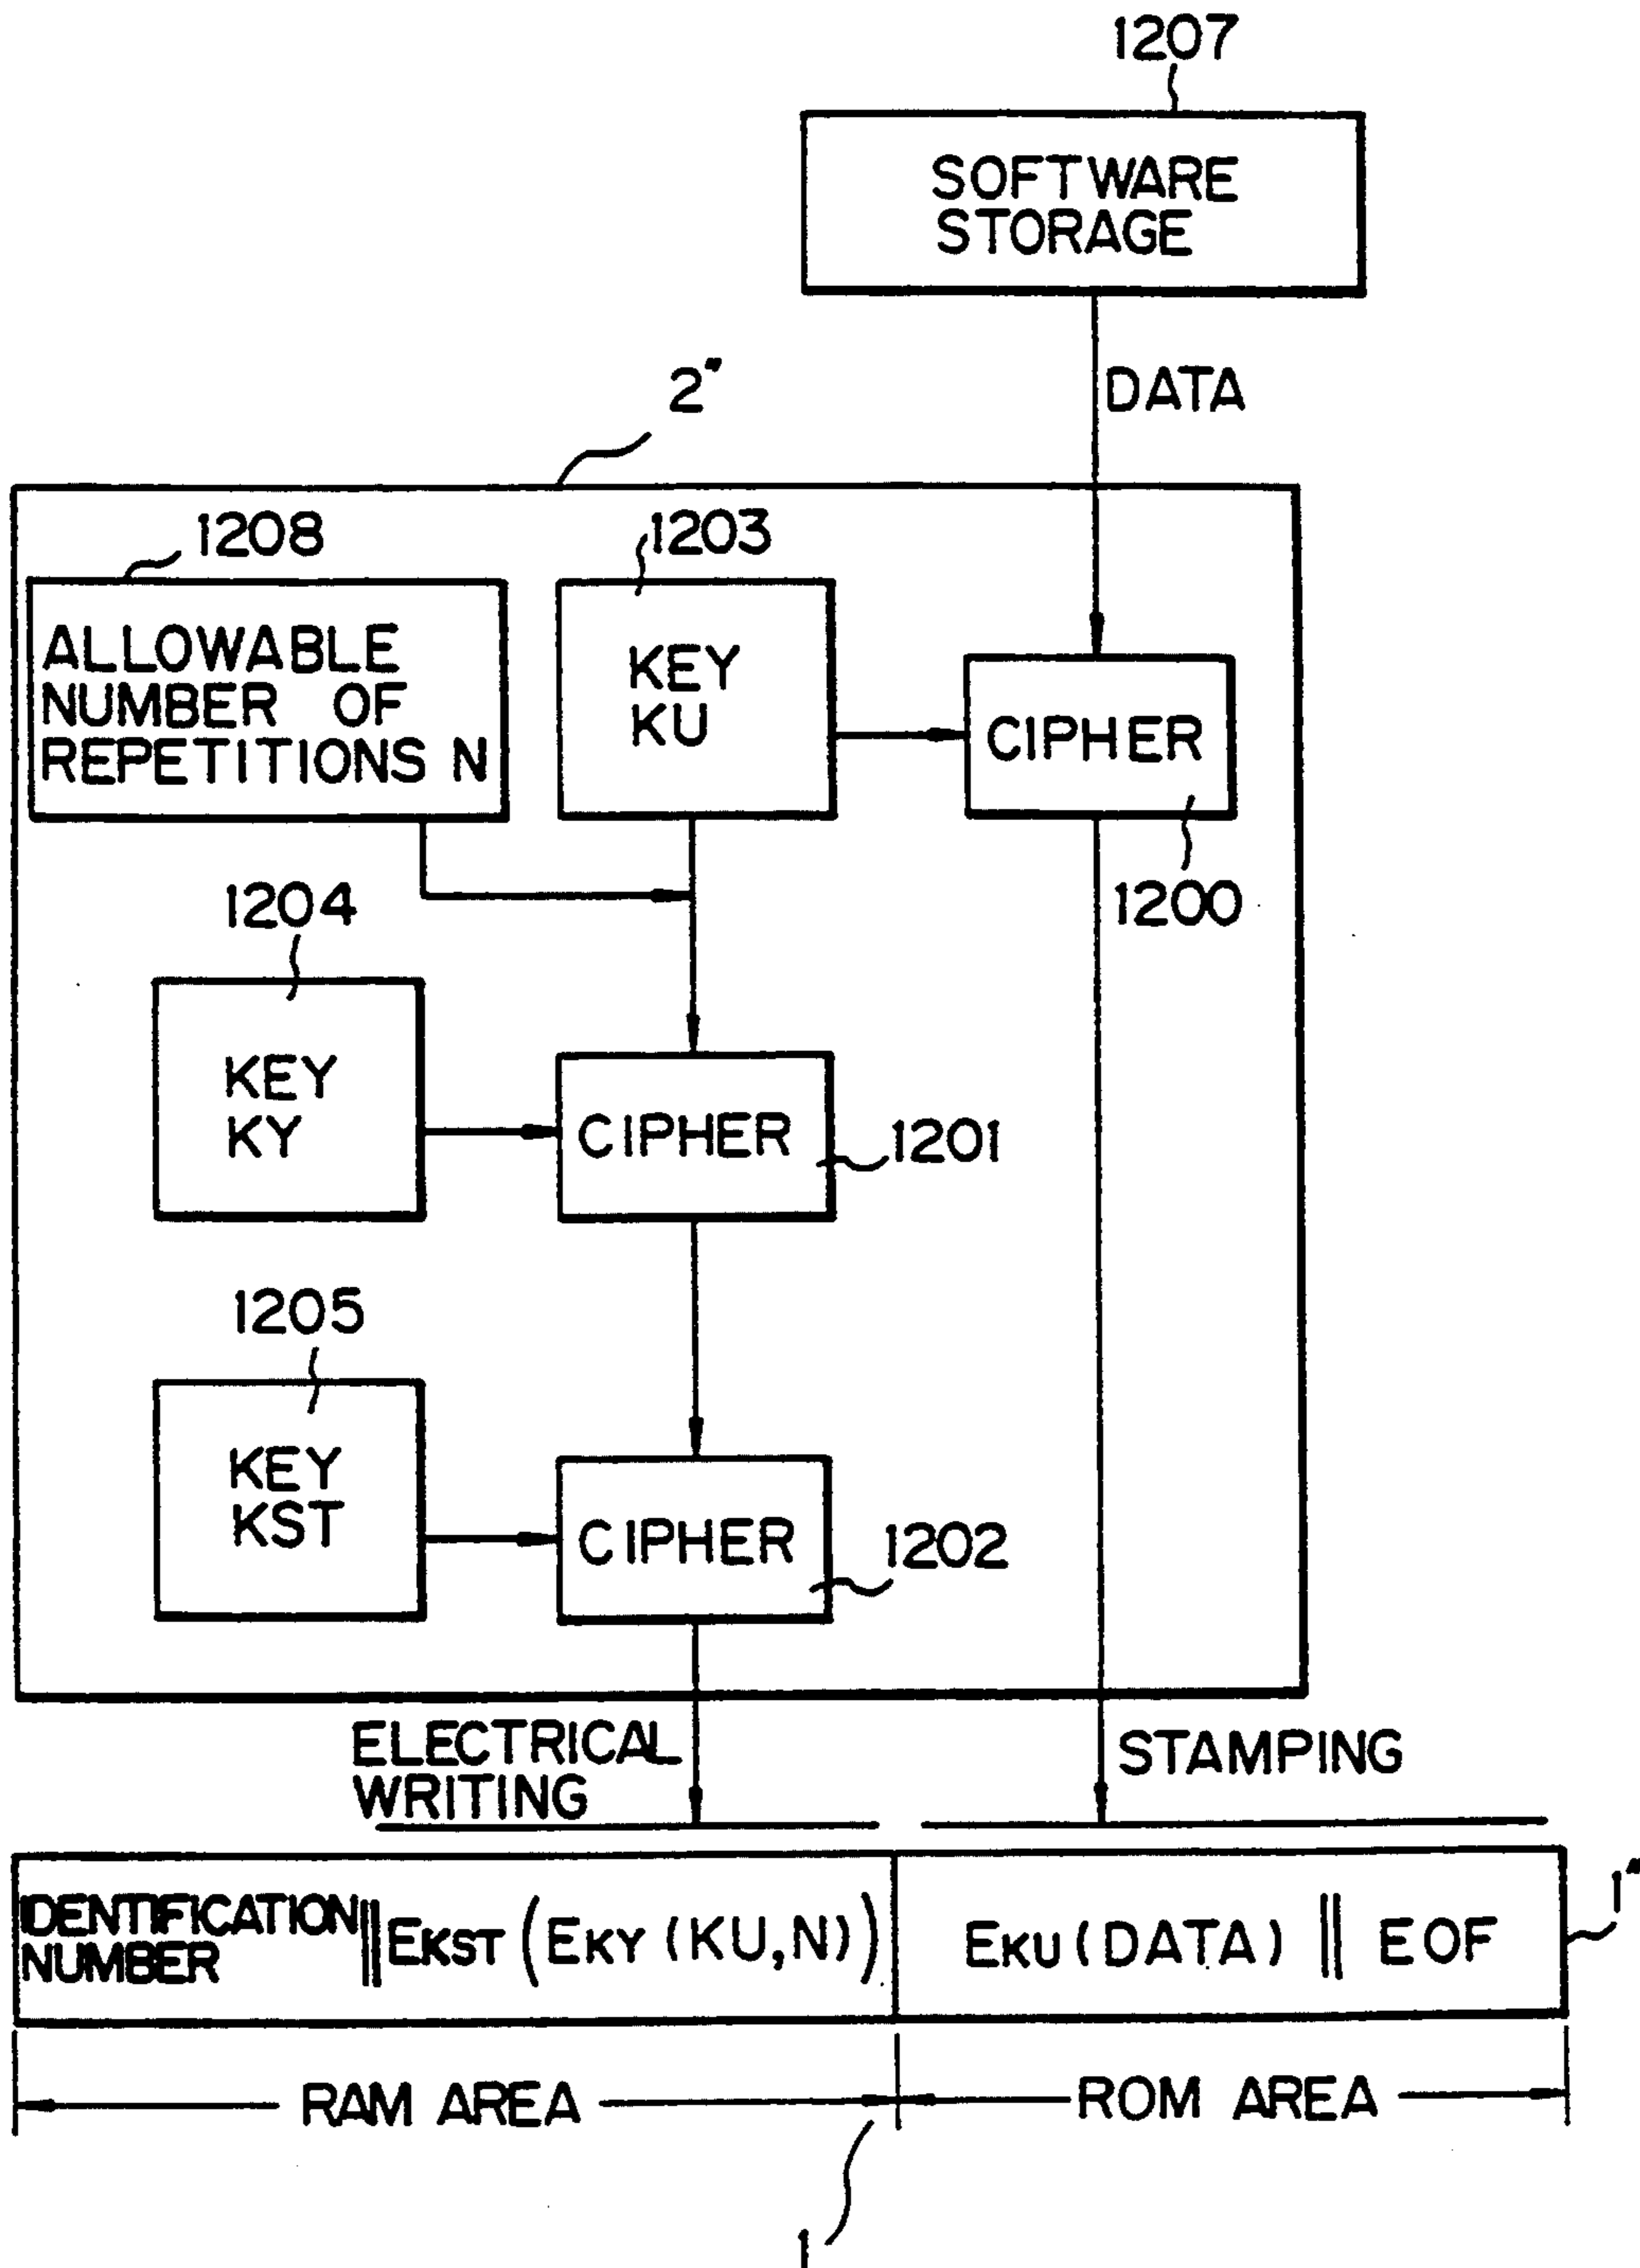 1207
SOFTWARE
STORAGE
DATA
2"
1208
1203
ALLOWABLE
NUMBER OF
REPETITIONS N
KEY
KU
CIPHER
1200
1204
KEY
KY
CIPHER
1201
1205
KEY
KST
CIPHER
1202
ELECTRICAL
WRITING
STAMPING
IDENTIFICATION
NUMBER
‖ EKST (EKY (KU, N))
EKU (DATA) ‖ EOF
1"
RAM AREA
ROM AREA
1